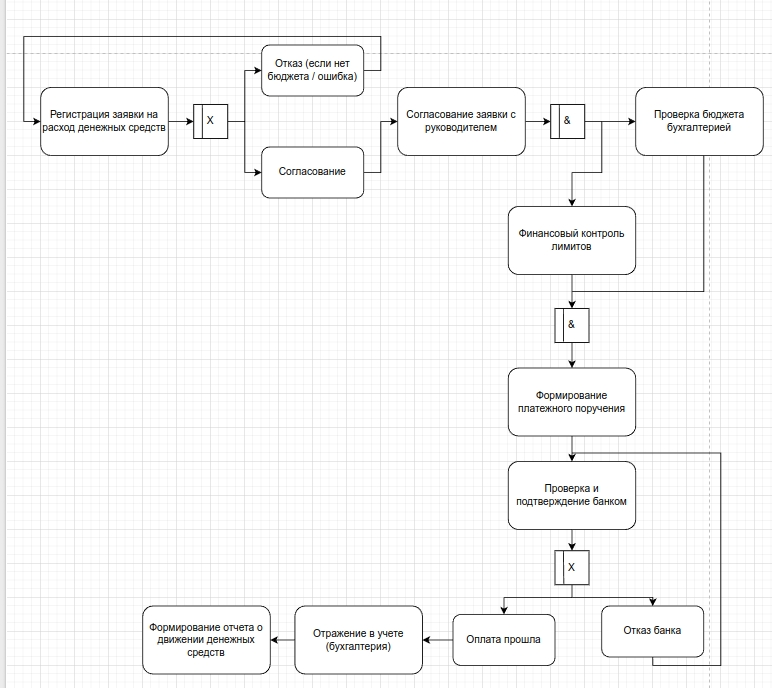 Отказ (если нет
бюджета / ошибка)
Регистрация заявки на
расход денежных средств
X
Согласование
Согласование заявки с
руководителем
&
Проверка бюджета
бухгалтерией
Финансовый контроль
лимитов
&
Формирование
платежного поручения
Проверка и
подтверждение банком
X
Формирование отчета о
движении денежных
средств
Отражение в учете
(бухгалтерия)
Оплата прошла
Отказ банка